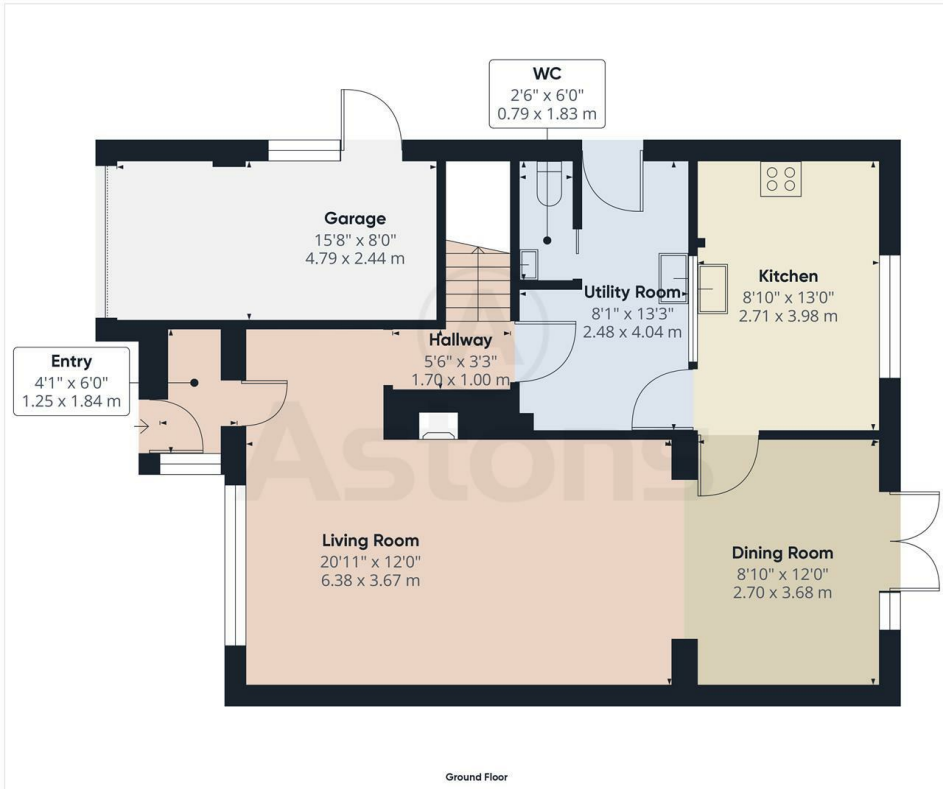 WC
2'6" x 6'0"
0.79 x 1.83 m
Garage
15'8" x 8'0"
4.79 x 2.44 m
Kitchen
8'10" x 13'0"
2.71 x 3.98 m
Utility Room
8'1" x 13'3"
2.48 x 4.04 m
Hallway
5'6" x 3'3"
1.70 x 1.00 m
Entry
4'1" x 6'0"
1.25 x 1.84 m
Astons
Living Room
20'11" x 12'0"
6.38 x 3.67 m
Dining Room
8'10" x 12'0"
2.70 x 3.68 m
Ground Floor